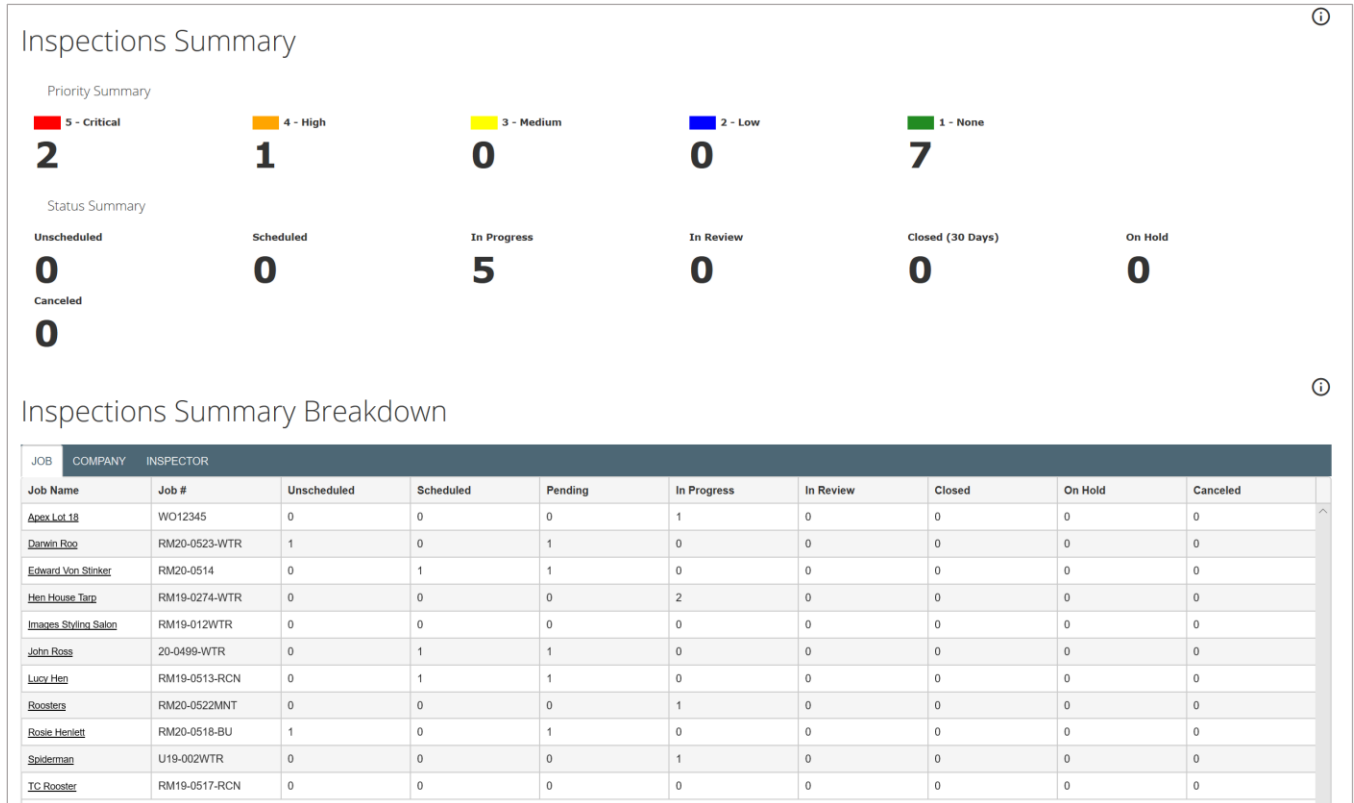 Inspections Summary
Priority Summary
5 - Critical 4 - High 3 - Medium 2 - Low 1 - None
2 1 0 0 7
Status Summary
Unscheduled Scheduled In Progress In Review Closed (30 Days) On Hold
0 0 5 0 0 0
Canceled
0
Inspections Summary Breakdown
JOB COMPANY INSPECTOR
Job Name Job # Unscheduled Scheduled Pending In Progress In Review Closed On Hold Canceled
Apex Lot 18 WO12345 0 0 0 1 0 0 0 0
Darwin Roo RM20-0523-WTR 1 0 1 0 0 0 0 0
Edward Von Stinker RM20-0514 0 1 1 0 0 0 0 0
Hen House Tarp RM19-0274-WTR 0 0 0 2 0 0 0 0
Images Styling Salon RM19-012WTR 0 0 0 0 0 0 0 0
John Ross 20-0499-WTR 0 1 1 0 0 0 0 0
Lucy Hen RM19-0513-RCN 0 1 1 0 0 0 0 0
Roosters RM20-0522MNT 0 0 0 1 0 0 0 0
Rosie Henlett RM20-0518-BU 1 0 1 0 0 0 0 0
Spiderman U19-002WTR 0 0 0 1 0 0 0 0
TC Rooster RM19-0517-RCN 0 0 0 0 0 0 0 0